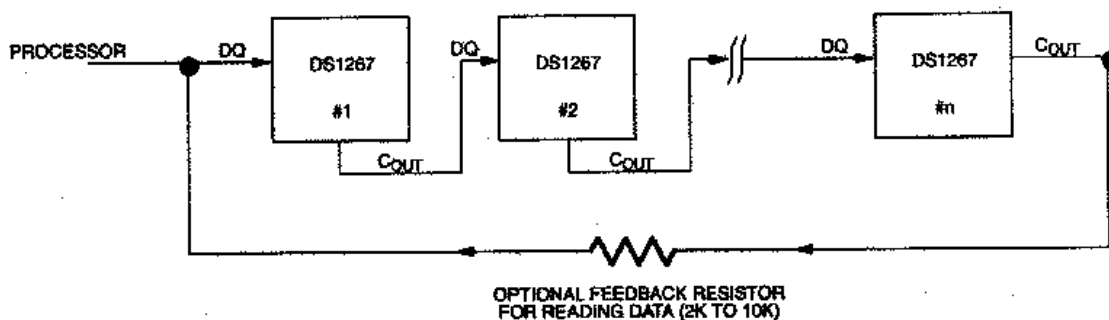 PROCESSOR
DQ
DS1267
#1
COUT
DQ
DS1267
#2
COUT
DQ
DS1267
#n
COUT
OPTIONAL FEEDBACK RESISTOR
FOR READING DATA (2K TO 10K)